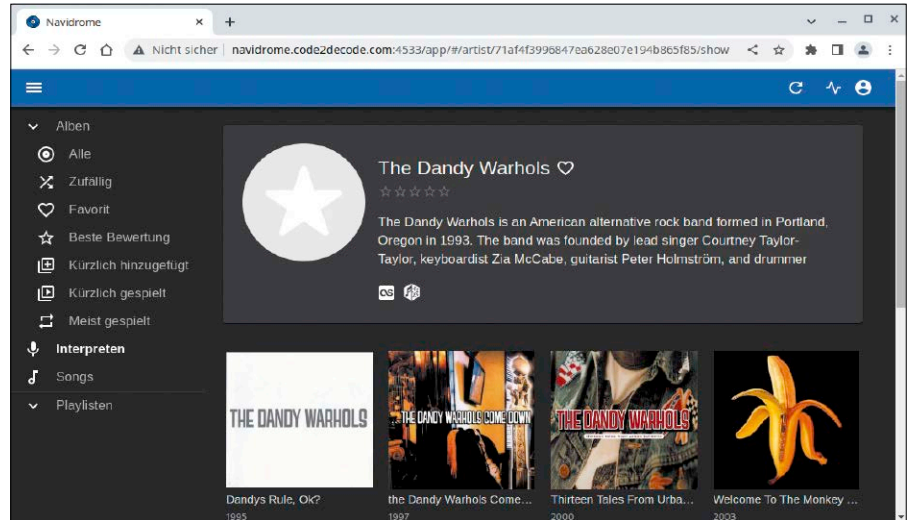 Navidrome
Nicht sicher
navidrome.code2decode.com:4533/app/#/artist/71af4f3996847ea628e07e194b865f85/show
Alben
Alle
Zufällig
Favorit
Beste Bewertung
Kürzlich hinzugefügt
Kürzlich gespielt
Meist gespielt
Interpreten
Songs
Playlisten
The Dandy Warhols
The Dandy Warhols is an American alternative rock band formed in Portland,
Oregon in 1993. The band was founded by lead singer Courtney Taylor-
Taylor, keyboardist Zia McCabe, guitarist Peter Holmström, and drummer
THE DANDY WARHOLS
THE DANDY WARHOLS COME DOWN
THE DANDY WARHOLS
Dandys Rule, Ok?
the Dandy Warhols Come...
Thirteen Tales From Urba...
Welcome To The Monkey ...
1995
1997
2000
2003